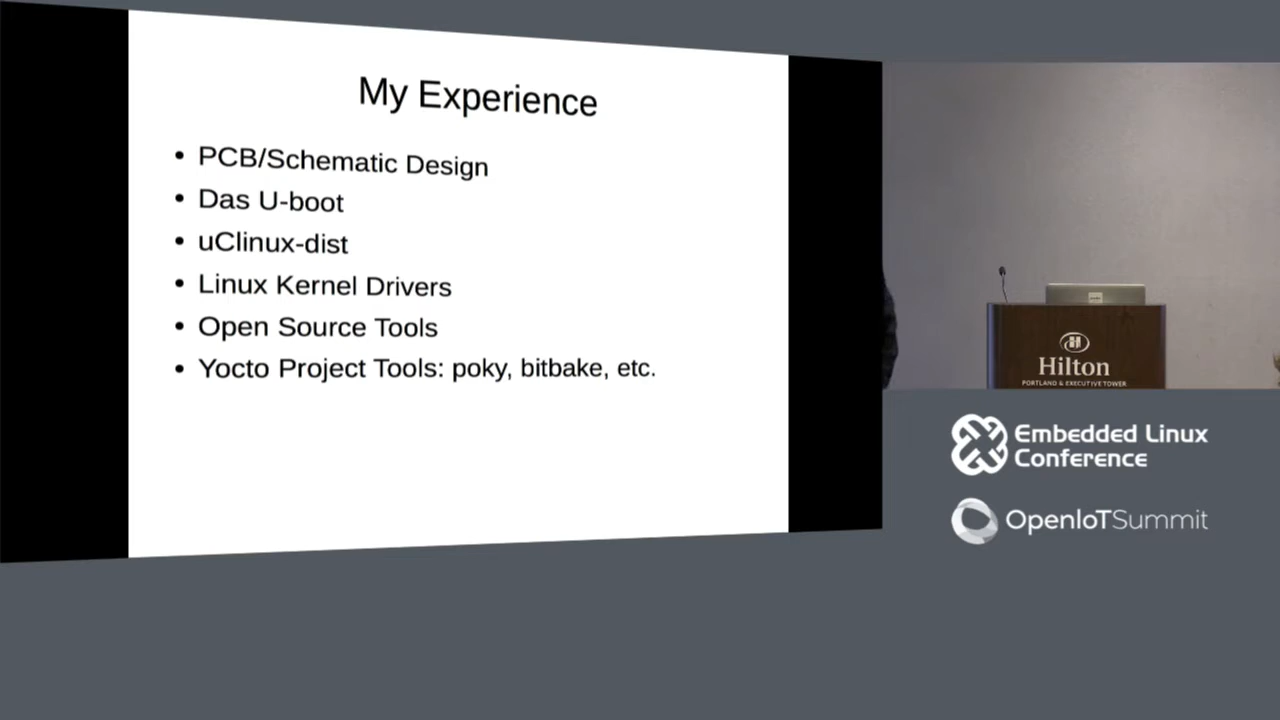 My Experience
• PCB/Schematic Design
• Das U-boot
• uClinux-dist
• Linux Kernel Drivers
• Open Source Tools
• Yocto Project Tools: poky, bitbake, etc.
Hilton
PORTLAND & EXECUTIVE TOWER
Embedded Linux
Conference
OpenIoTSummit